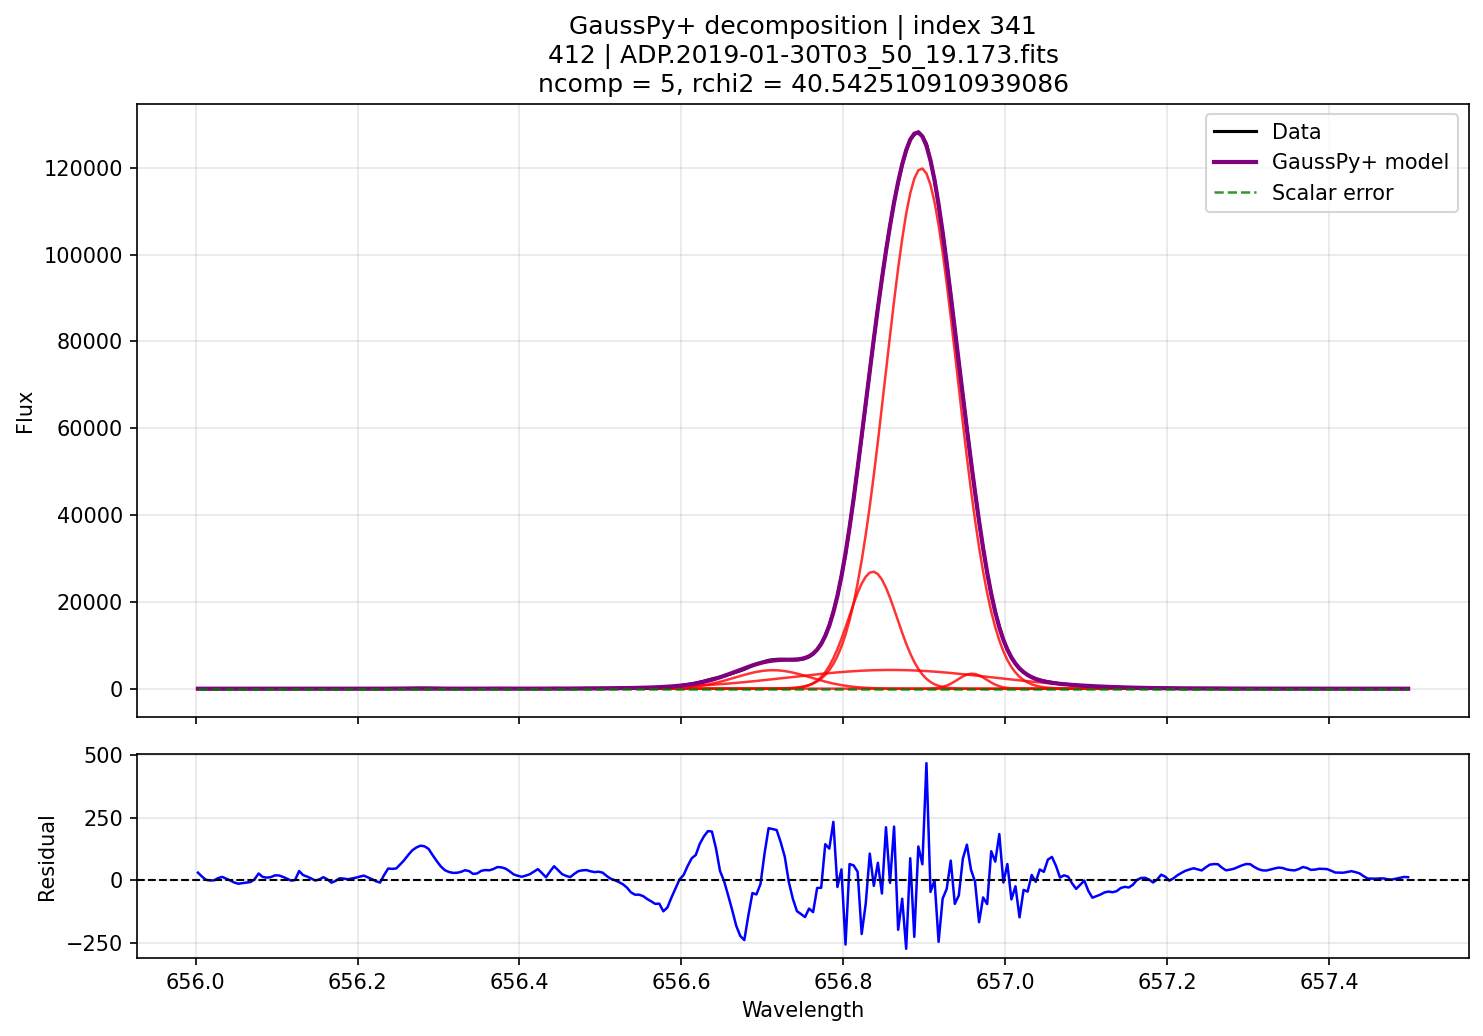 GaussPy+ decomposition | index 341
412 | ADP.2019-01-30T03_50_19.173.fits
ncomp = 5, rchi2 = 40.542510910939086
Data
GaussPy+ model
Scalar error
Flux
120000
100000
80000
60000
40000
20000
0
Residual
500
250
0
−250
656.0 656.2 656.4 656.6 656.8 657.0 657.2 657.4
Wavelength